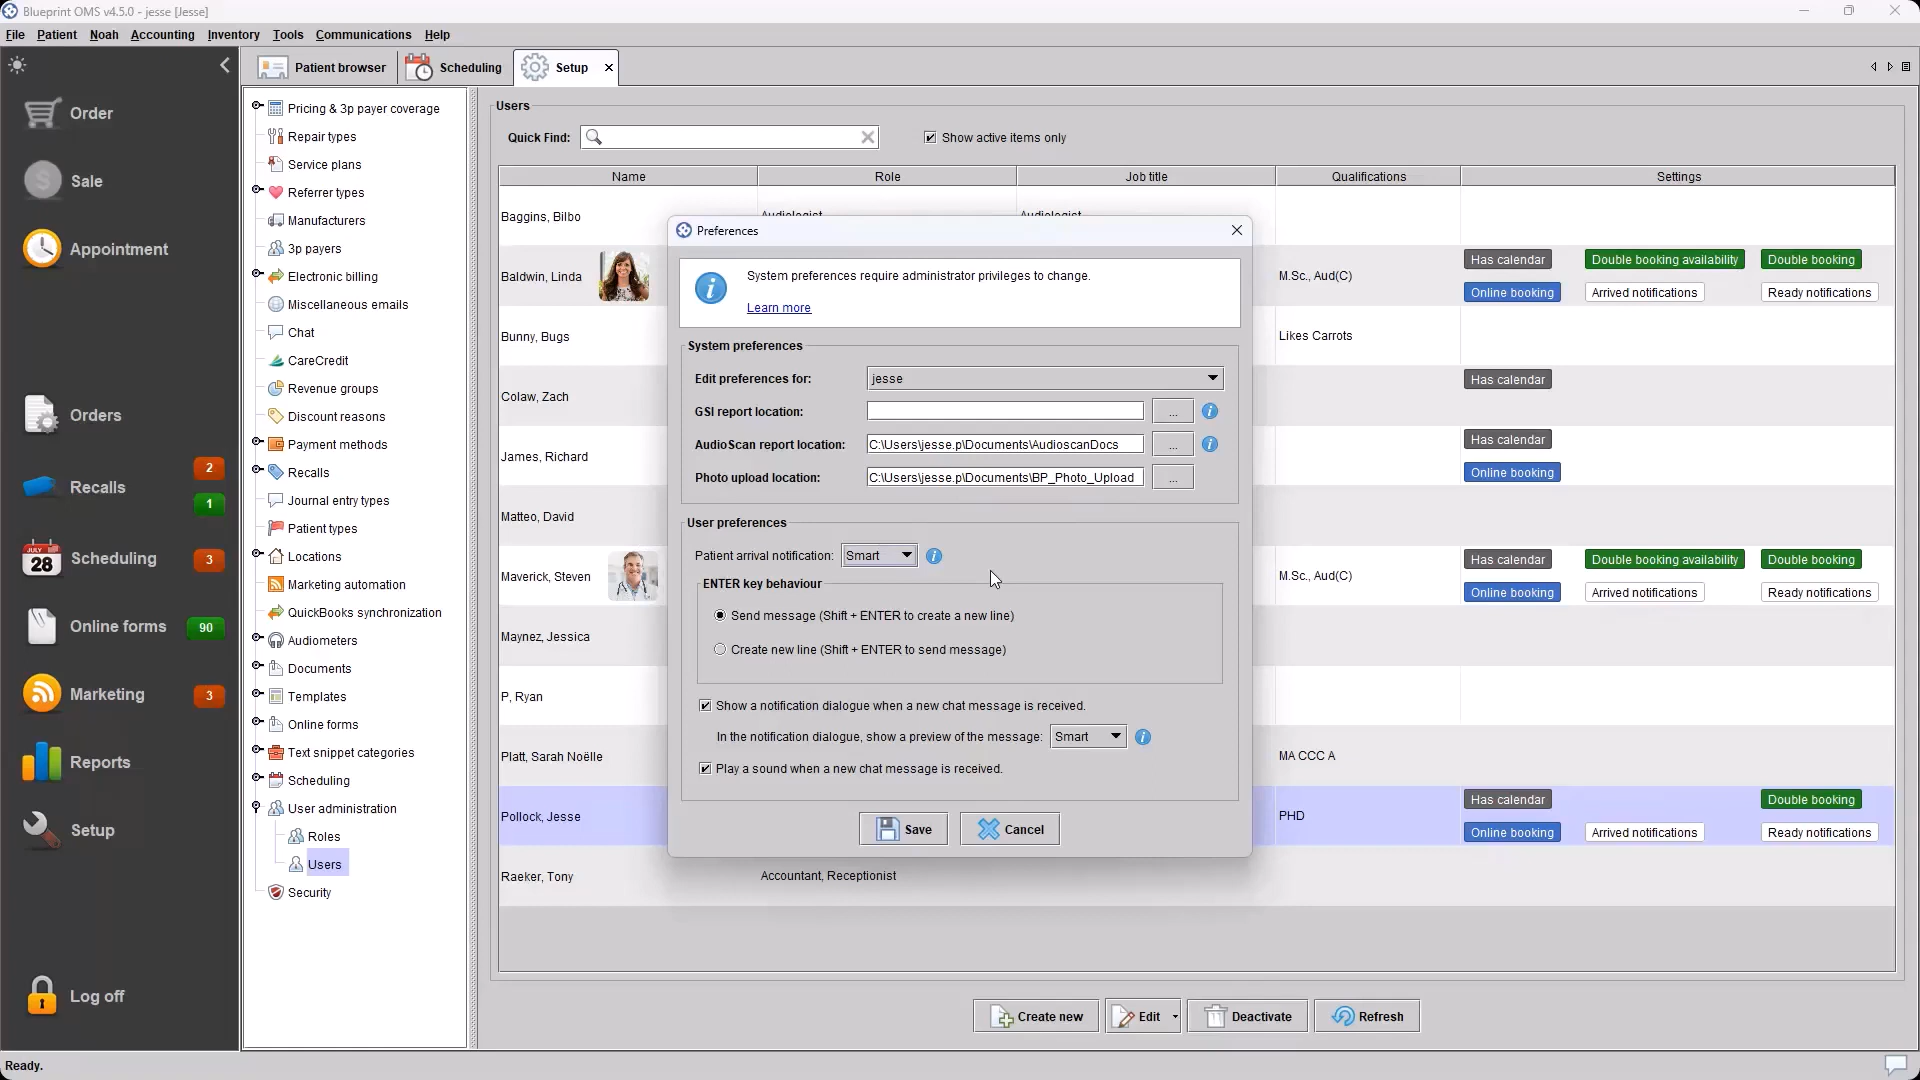 Blueprint OMS v4.5.0 - jesse [Jesse]
File Patient Noah Accounting Inventory Tools Communications Help
Patient browser
Scheduling
Setup
Order
Sale
Appointment
Orders
Recalls
2
1
JULY
28
Scheduling
3
Online forms
90
Marketing
3
Reports
Setup
Log off
Pricing & 3p payer coverage
Repair types
Service plans
Referrer types
Manufacturers
3p payers
Electronic billing
Miscellaneous emails
Chat
CareCredit
Revenue groups
Discount reasons
Payment methods
Recalls
Journal entry types
Patient types
Locations
Marketing automation
QuickBooks synchronization
Audiometers
Documents
Templates
Online forms
Text snippet categories
Scheduling
User administration
Roles
Users
Security
Users
Quick Find:
Show active items only
Name Role Job title Qualifications Settings
Baggins, Bilbo Audiologist Audiologist
Baldwin, Linda M.Sc., Aud(C) Has calendar Double booking availability Double booking
Online booking Arrived notifications Ready notifications
Bunny, Bugs Likes Carrots
Colaw, Zach Has calendar
James, Richard Has calendar
Online booking
Matteo, David
Maverick, Steven M.Sc., Aud(C) Has calendar Double booking availability Double booking
Online booking Arrived notifications Ready notifications
Maynez, Jessica
P, Ryan
Platt, Sarah Noëlle MA CCC A
Pollock, Jesse PHD Has calendar Double booking
Online booking Arrived notifications Ready notifications
Raeker, Tony Accountant, Receptionist
Preferences
System preferences require administrator privileges to change.
Learn more
System preferences
Edit preferences for: jesse
GSI report location: ...
AudioScan report location: C:\Users\jesse.p\Documents\AudioscanDocs ...
Photo upload location: C:\Users\jesse.p\Documents\BP_Photo_Upload ...
User preferences
Patient arrival notification: Smart
ENTER key behaviour
Send message (Shift + ENTER to create a new line)
Create new line (Shift + ENTER to send message)
Show a notification dialogue when a new chat message is received.
In the notification dialogue, show a preview of the message: Smart
Play a sound when a new chat message is received.
Save Cancel
Create new Edit Deactivate Refresh
Ready.